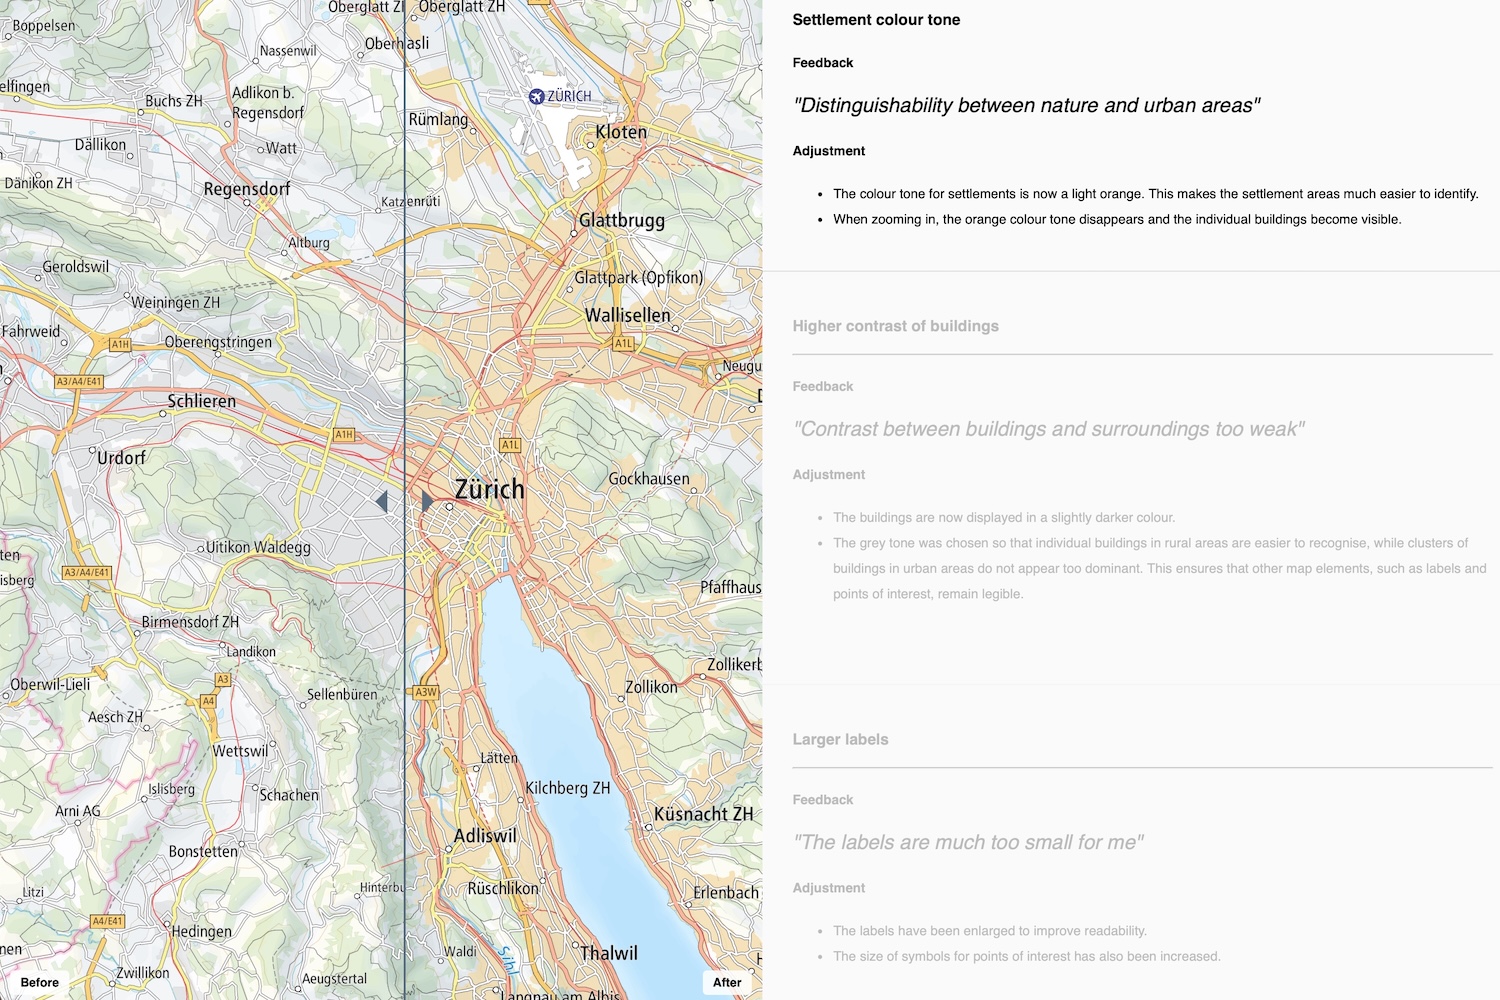 Oberglatt ZH
Oberglatt ZH
Boppelsen
Nassenwil
Oberhasli
elfingen
Buchs ZH
Adlikon b.
Regensdorf
ZÜRICH
Rümlang
Kloten
Dällikon
Watt
Dänikon ZH
Regensdorf
Katzenrüti
Glattbrugg
Altburg
Geroldswil
Glattpark (Opfikon)
Weiningen ZH
Wallisellen
Fahrweid
A1H
Oberengstringen
A1L
Neugu
A3/A4/E41
Schlieren
A1H
A1L
Urdorf
Gockhausen
Zürich
Uitikon Waldegg
ten
isberg
A3/A4/E41
Pfaffhaus
Birmensdorf ZH
Landikon
Zollikerb
Oberwil-Lieli
A3
A4
Sellenbüren
A3W
Zollikon
Aesch ZH
Wettswil
Lätten
Islisberg
Schachen
Kilchberg ZH
Arni AG
Küsnacht ZH
Adliswil
Bonstetten
Litzi
Hinterbu
Rüschlikon
Erlenbach
A4/E41
Hedingen
nen
Waldi
Sihl
Thalwil
Zwillikon
Aeugstertal
Langnau am Albis
Before
After
Settlement colour tone
Feedback
"Distinguishability between nature and urban areas"
Adjustment
• The colour tone for settlements is now a light orange. This makes the settlement areas much easier to identify.
• When zooming in, the orange colour tone disappears and the individual buildings become visible.
Higher contrast of buildings
Feedback
"Contrast between buildings and surroundings too weak"
Adjustment
• The buildings are now displayed in a slightly darker colour.
• The grey tone was chosen so that individual buildings in rural areas are easier to recognise, while clusters of
buildings in urban areas do not appear too dominant. This ensures that other map elements, such as labels and
points of interest, remain legible.
Larger labels
Feedback
"The labels are much too small for me"
Adjustment
• The labels have been enlarged to improve readability.
• The size of symbols for points of interest has also been increased.